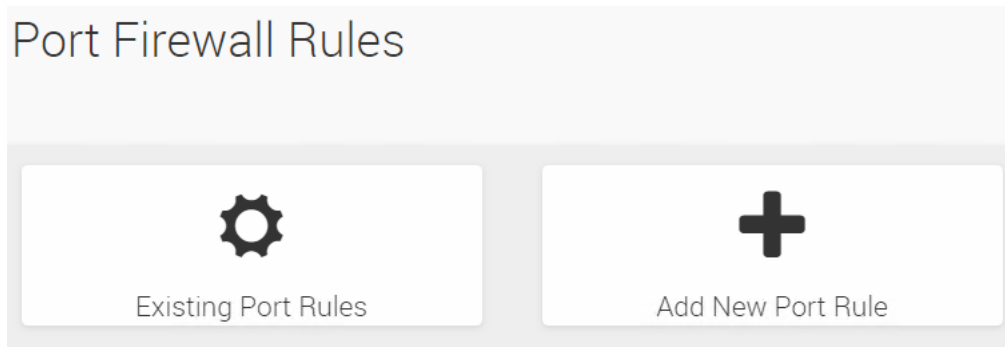 Port Firewall Rules
Existing Port Rules
Add New Port Rule